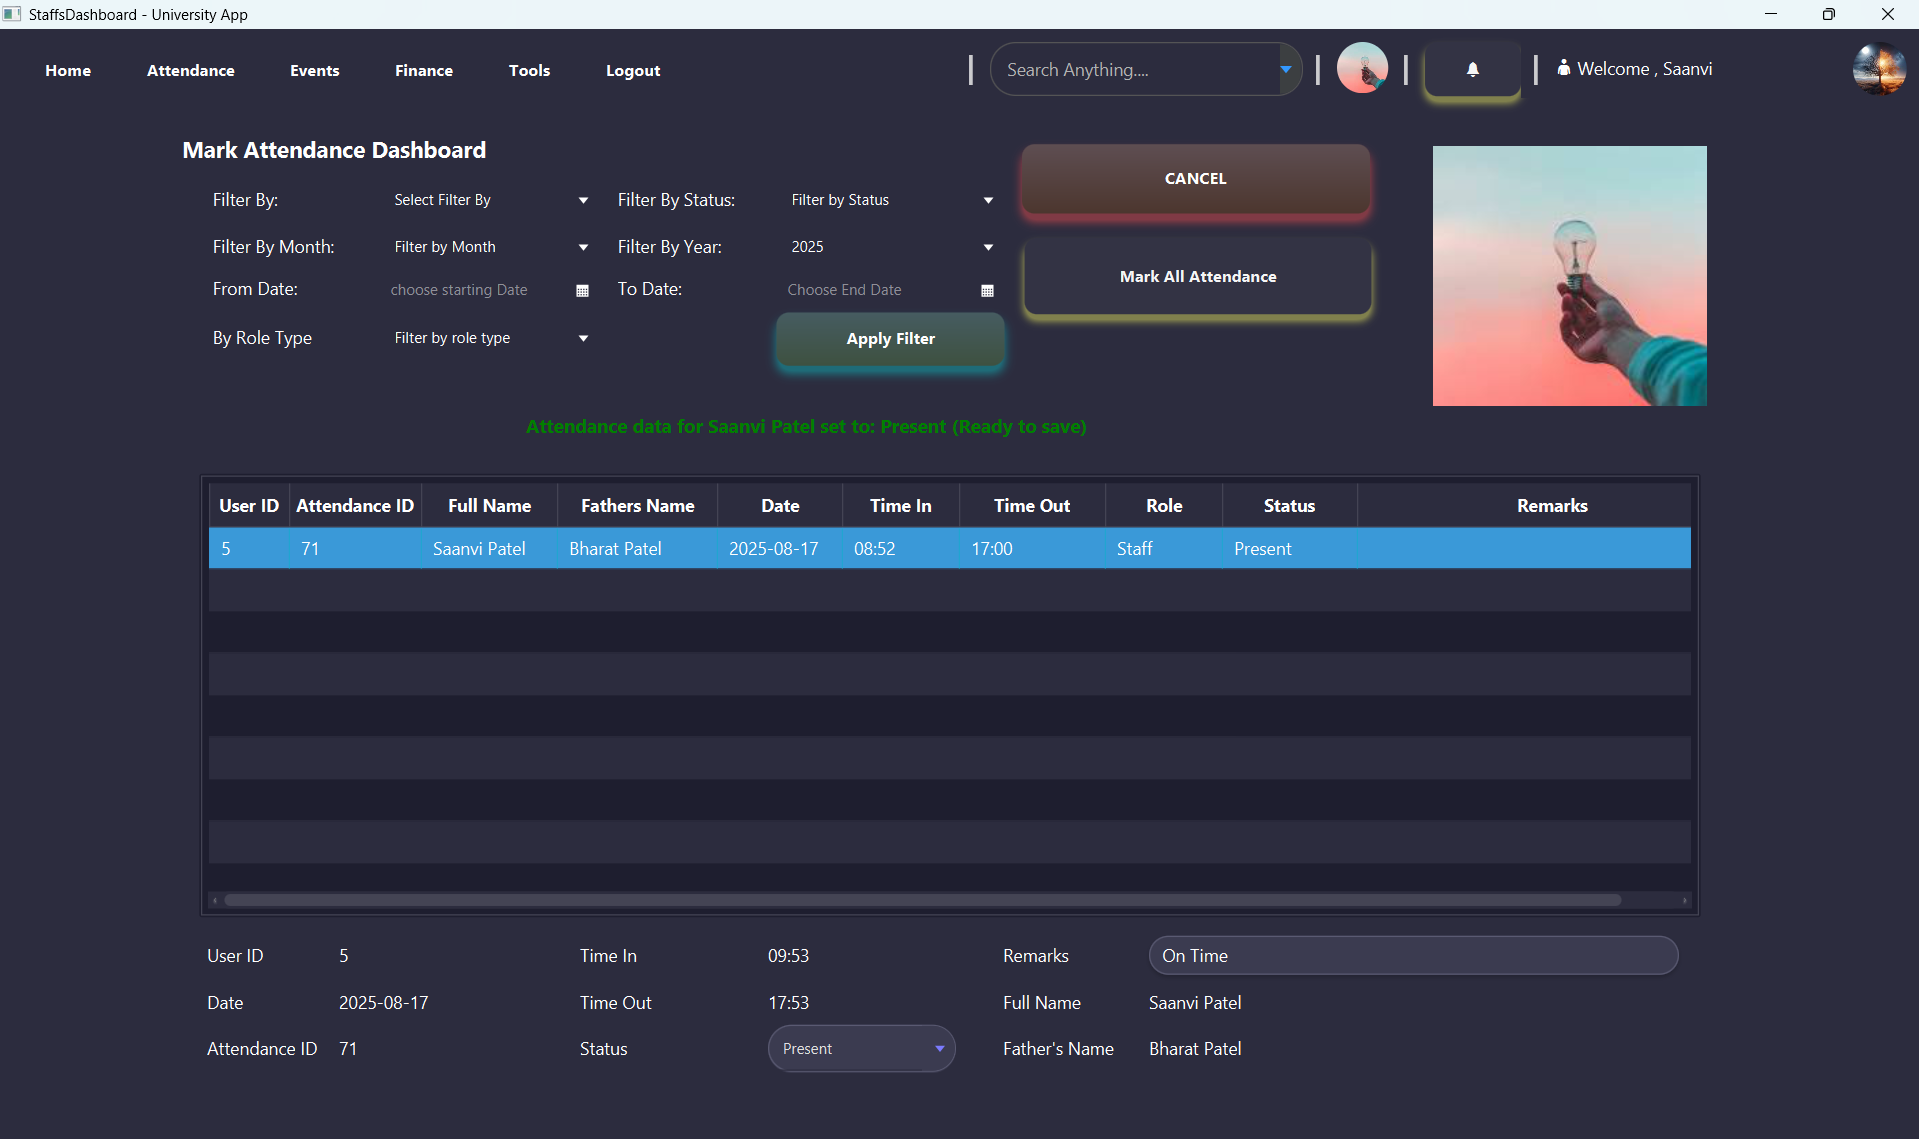 StaffsDashboard - University App
Home Attendance Events Finance Tools Logout Search Anything.... Welcome , Saanvi
Mark Attendance Dashboard
Filter By: Select Filter By Filter By Status: Filter by Status
Filter By Month: Filter by Month Filter By Year: 2025
From Date: choose starting Date To Date: Choose End Date
By Role Type Filter by role type Apply Filter
CANCEL
Mark All Attendance
Attendance data for Saanvi Patel set to: Present (Ready to save)
User ID Attendance ID Full Name Fathers Name Date Time In Time Out Role Status Remarks
5 71 Saanvi Patel Bharat Patel 2025-08-17 08:52 17:00 Staff Present
User ID 5 Time In 09:53 Remarks On Time
Date 2025-08-17 Time Out 17:53 Full Name Saanvi Patel
Attendance ID 71 Status Present Father's Name Bharat Patel